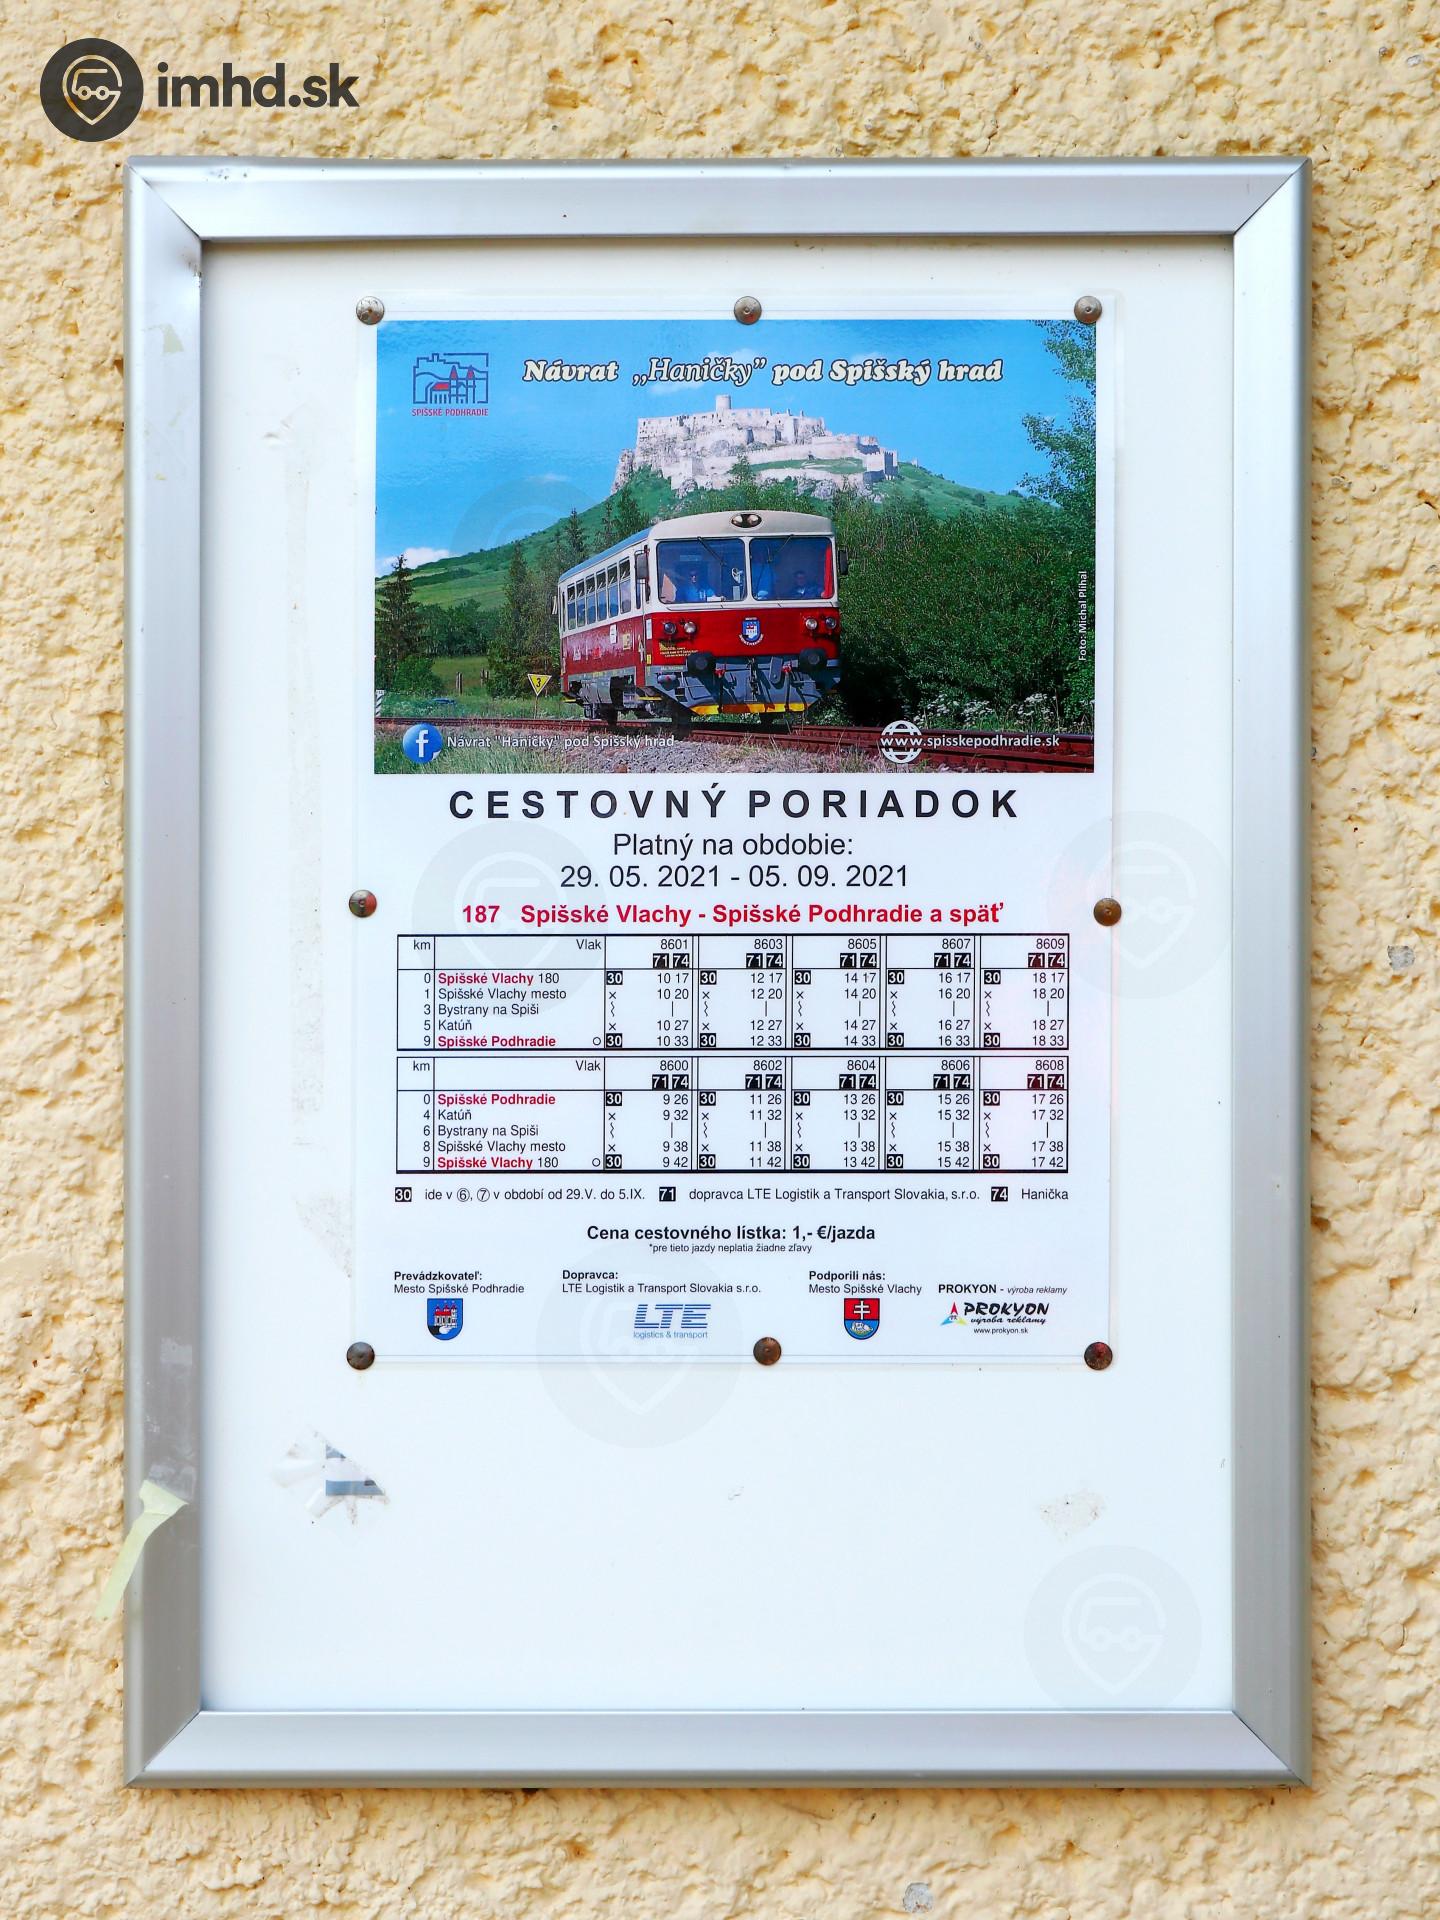 imhd.sk
SPIŠSKÉ PODHRADIE
Návrat „Haničky” pod Spišský hrad
3
Foto: Michal Plíhal
f Návrat "Haničky" pod Spišský hrad
www.spisskepodhradie.sk
CESTOVNÝ PORIADOK
Platný na obdobie:
29. 05. 2021 - 05. 09. 2021
187 Spišské Vlachy - Spišské Podhradie a späť
km Vlak 8601 8603 8605 8607 8609
71 74 71 74 71 74 71 74 71 74
0 Spišské Vlachy 180 30 10 17 30 12 17 30 14 17 30 16 17 30 18 17
1 Spišské Vlachy mesto × 10 20 × 12 20 × 14 20 × 16 20 × 18 20
3 Bystrany na Spiši ⌇ | ⌇ | ⌇ | ⌇ | ⌇ |
5 Katúň × 10 27 × 12 27 × 14 27 × 16 27 × 18 27
9 Spišské Podhradie ○ 30 10 33 30 12 33 30 14 33 30 16 33 30 18 33
km Vlak 8600 8602 8604 8606 8608
71 74 71 74 71 74 71 74 71 74
0 Spišské Podhradie 30 9 26 30 11 26 30 13 26 30 15 26 30 17 26
4 Katúň × 9 32 × 11 32 × 13 32 × 15 32 × 17 32
6 Bystrany na Spiši ⌇ | ⌇ | ⌇ | ⌇ | ⌇ |
8 Spišské Vlachy mesto × 9 38 × 11 38 × 13 38 × 15 38 × 17 38
9 Spišské Vlachy 180 ○ 30 9 42 30 11 42 30 13 42 30 15 42 30 17 42
30 ide v ⑥, ⑦ v období od 29.V. do 5.IX. 71 dopravca LTE Logistik a Transport Slovakia, s.r.o. 74 Hanička
Cena cestovného lístka: 1,- €/jazda
*pre tieto jazdy neplatia žiadne zľavy
Prevádzkovateľ:
Mesto Spišské Podhradie
Dopravca:
LTE Logistik a Transport Slovakia s.r.o.
LTE
logistics & transport
Podporili nás:
Mesto Spišské Vlachy
PROKYON - výroba reklamy
PROKYON
výroba reklamy
www.prokyon.sk